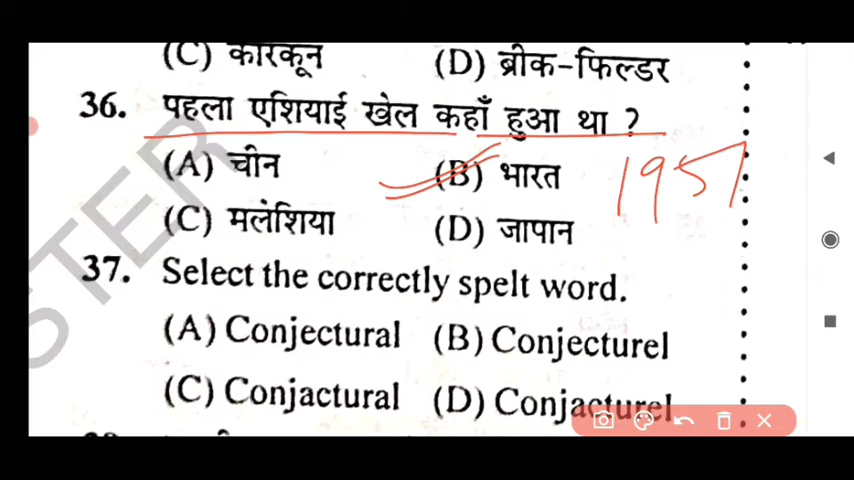 (C) कारकून (D) ब्रीक-फिल्डर
36. पहला एशियाई खेल कहाँ हुआ था ?
(A) चीन (B) भारत 1951
(C) मलेशिया (D) जापान
37. Select the correctly spelt word.
(A) Conjectural (B) Conjecturel
(C) Conjactural (D) Conjacturel
STER